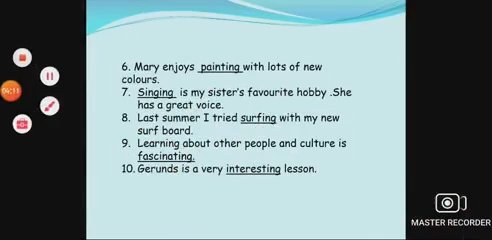 6. Mary enjoys painting with lots of new
colours.
7. Singing is my sister's favourite hobby .She
has a great voice.
8. Last summer I tried surfing with my new
surf board.
9. Learning about other people and culture is
fascinating.
10. Gerunds is a very interesting lesson.
04:11
MASTER RECORDER